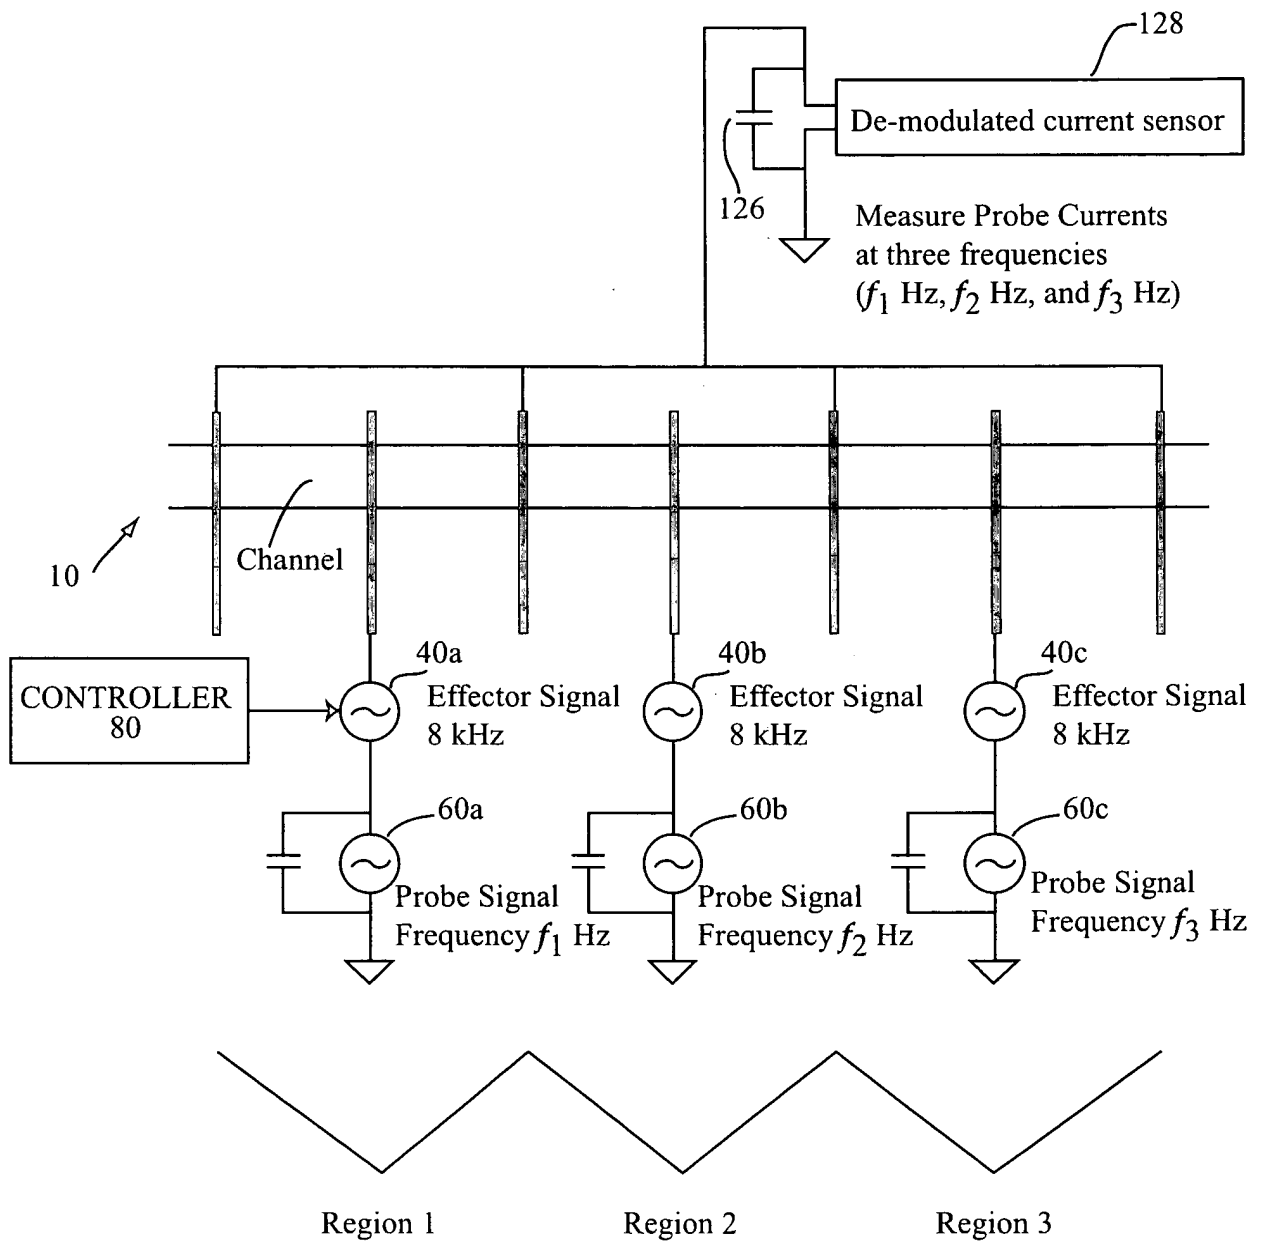 128
De-modulated current sensor
126
Measure Probe Currents
at three frequencies
(f1 Hz, f2 Hz, and f3 Hz)
Channel
10
CONTROLLER
80
40a
Effector Signal
8 kHz
40b
Effector Signal
8 kHz
40c
Effector Signal
8 kHz
60a
Probe Signal
Frequency f1 Hz
60b
Probe Signal
Frequency f2 Hz
60c
Probe Signal
Frequency f3 Hz
Region 1
Region 2
Region 3